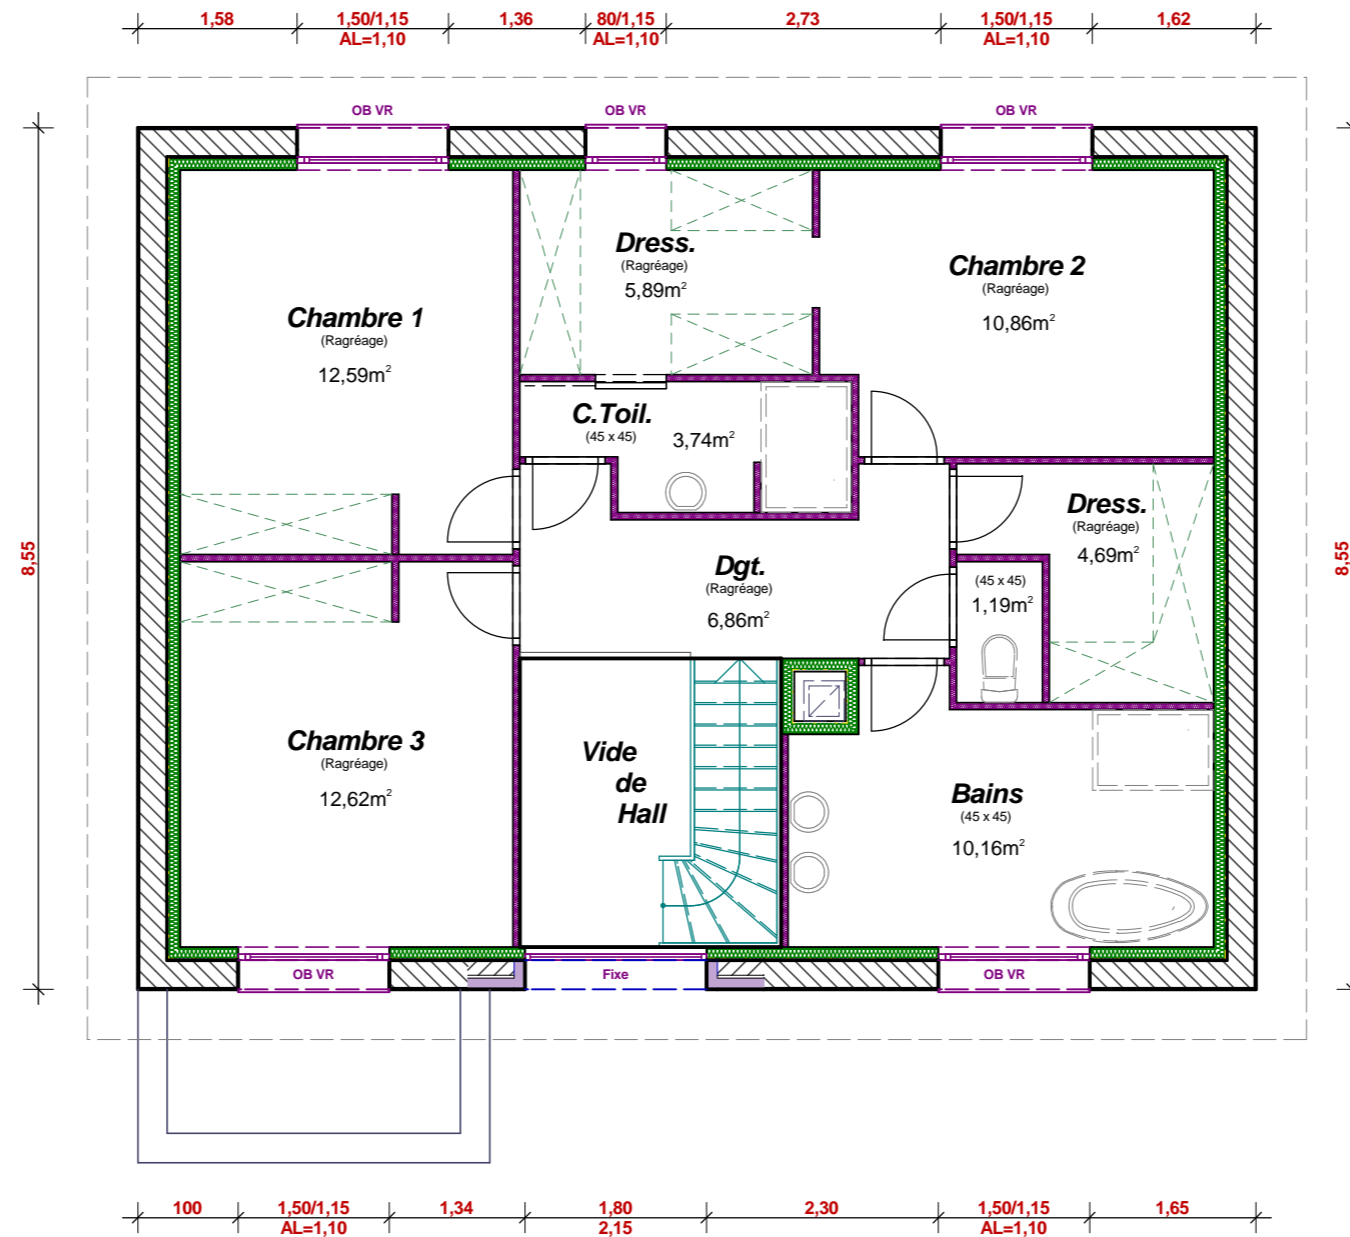 1,58 1,50/1,15 1,36 80/1,15 2,73 1,50/1,15 1,62
AL=1,10 AL=1,10 AL=1,10
OB VR OB VR OB VR
Dress.
(Ragréage)
5,89m²
Chambre 2
(Ragréage)
10,86m²
Chambre 1
(Ragréage)
12,59m²
C.Toil.
(45 x 45)
3,74m²
Dress.
(Ragréage)
4,69m²
8,55
8,55
Dgt.
(Ragréage)
6,86m²
(45 x 45)
1,19m²
Chambre 3
(Ragréage)
12,62m²
Vide
de
Hall
Bains
(45 x 45)
10,16m²
OB VR Fixe OB VR
100 1,50/1,15 1,34 1,80 2,30 1,50/1,15 1,65
AL=1,10 2,15 AL=1,10